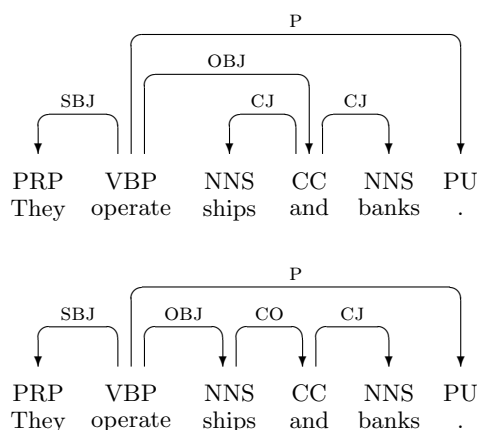 P
OBJ
SBJ CJ CJ
PRP VBP NNS CC NNS PU
They operate ships and banks .
P
SBJ OBJ CO CJ
PRP VBP NNS CC NNS PU
They operate ships and banks .